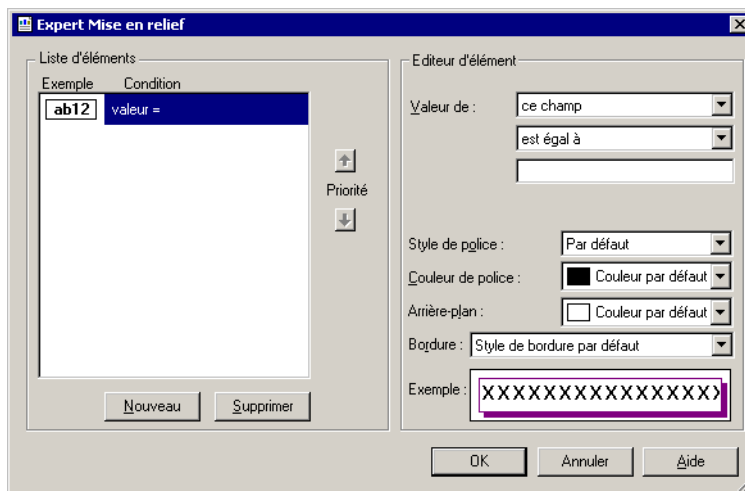 Expert Mise en relief
Liste d'éléments
Exemple Condition
ab12 valeur =
Priorité
Nouveau Supprimer
Editeur d'élément
Valeur de : ce champ
est égal à
Style de police : Par défaut
Couleur de police : Couleur par défaut
Arrière-plan : Couleur par défaut
Bordure : Style de bordure par défaut
Exemple : XXXXXXXXXXXXXXXX
OK Annuler Aide